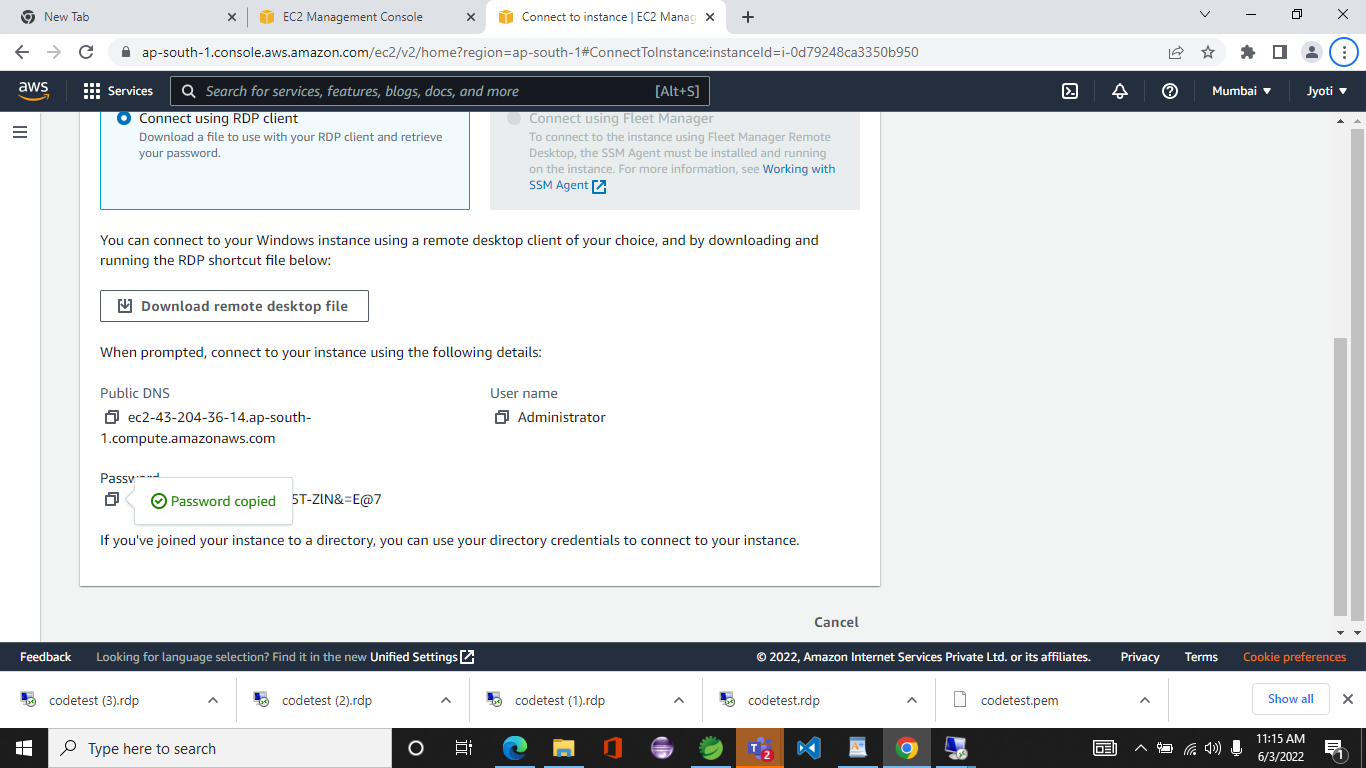 New Tab
EC2 Management Console
Connect to instance | EC2 Manag
ap-south-1.console.aws.amazon.com/ec2/v2/home?region=ap-south-1#ConnectToInstance:instanceId=i-0d79248ca3350b950
aws
Services
Search for services, features, blogs, docs, and more
[Alt+S]
Mumbai
Jyoti
Connect using RDP client
Download a file to use with your RDP client and retrieve
your password.
Connect using Fleet Manager
To connect to the instance using Fleet Manager Remote
Desktop, the SSM Agent must be installed and running
on the instance. For more information, see Working with
SSM Agent
You can connect to your Windows instance using a remote desktop client of your choice, and by downloading and
running the RDP shortcut file below:
Download remote desktop file
When prompted, connect to your instance using the following details:
Public DNS
ec2-43-204-36-14.ap-south-
1.compute.amazonaws.com
User name
Administrator
Password
Password copied
5T-ZlN&=E@7
If you've joined your instance to a directory, you can use your directory credentials to connect to your instance.
Cancel
Feedback
Looking for language selection? Find it in the new Unified Settings
© 2022, Amazon Internet Services Private Ltd. or its affiliates.
Privacy
Terms
Cookie preferences
codetest (3).rdp
codetest (2).rdp
codetest (1).rdp
codetest.rdp
codetest.pem
Show all
Type here to search
2
11:15 AM
6/3/2022
1